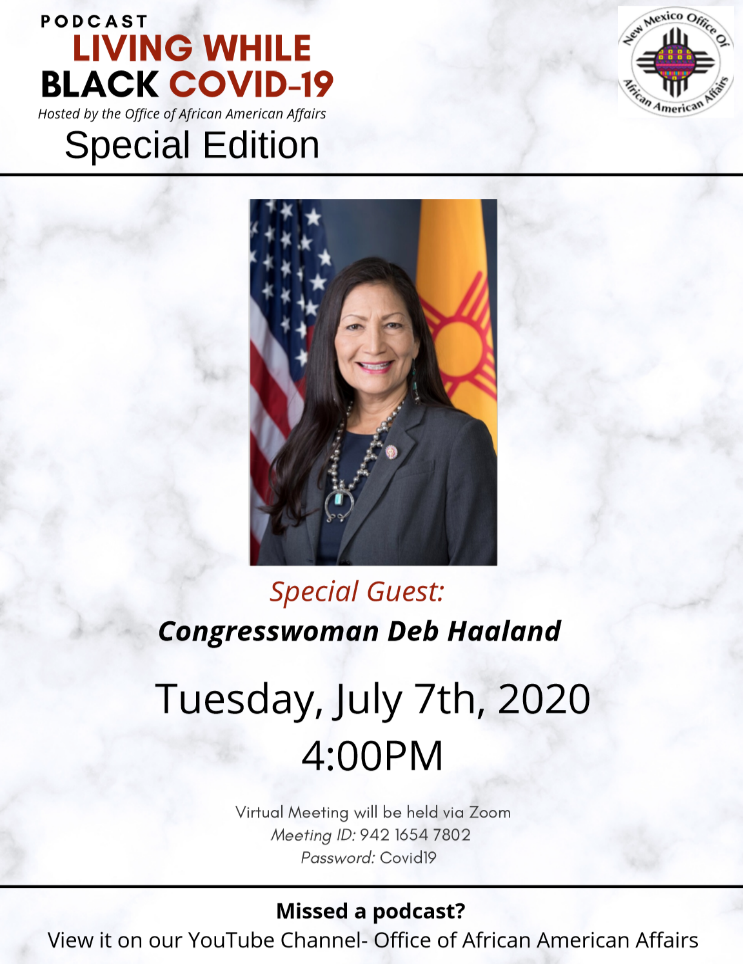 PODCAST
LIVING WHILE
BLACK COVID-19
Hosted by the Office of African American Affairs
Special Edition
New Mexico Office Of
African American Affairs
Special Guest:
Congresswoman Deb Haaland
Tuesday, July 7th, 2020
4:00PM
Virtual Meeting will be held via Zoom
Meeting ID: 942 1654 7802
Password: Covid19
Missed a podcast?
View it on our YouTube Channel- Office of African American Affairs